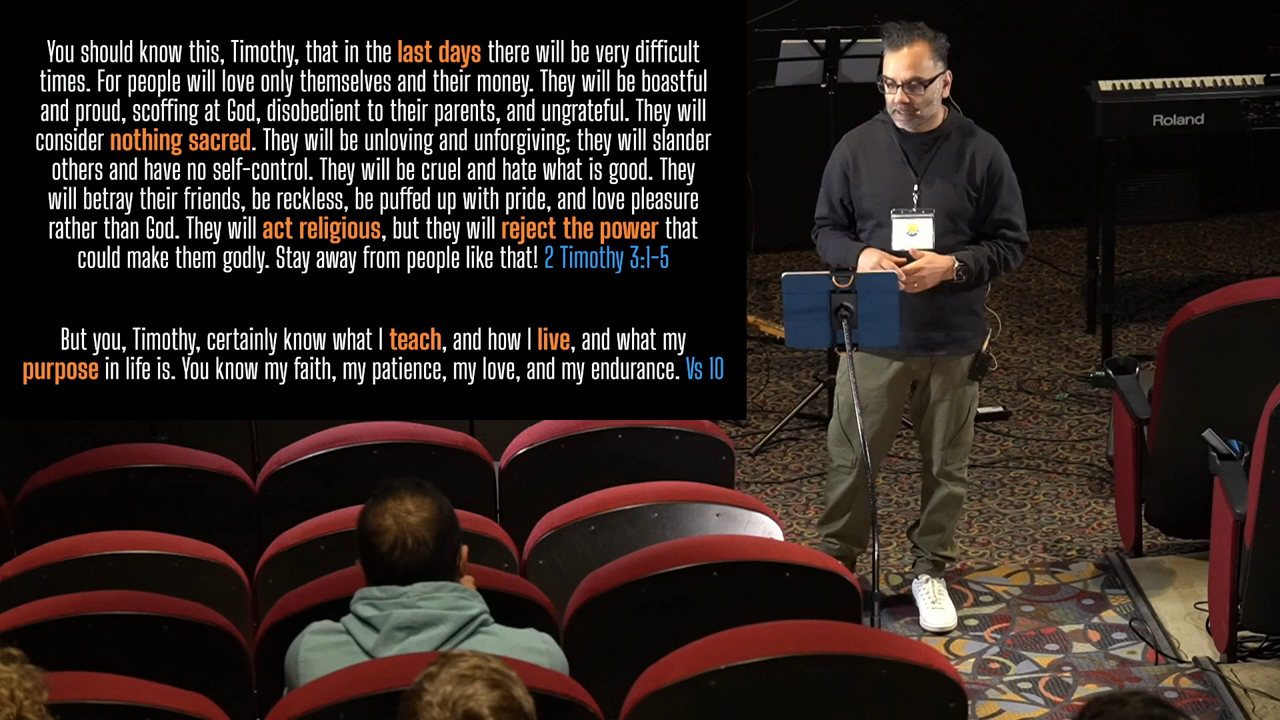 You should know this, Timothy, that in the last days there will be very difficult
times. For people will love only themselves and their money. They will be boastful
and proud, scoffing at God, disobedient to their parents, and ungrateful. They will
consider nothing sacred. They will be unloving and unforgiving; they will slander
others and have no self-control. They will be cruel and hate what is good. They
will betray their friends, be reckless, be puffed up with pride, and love pleasure
rather than God. They will act religious, but they will reject the power that
could make them godly. Stay away from people like that! 2 Timothy 3:1-5
But you, Timothy, certainly know what I teach, and how I live, and what my
purpose in life is. You know my faith, my patience, my love, and my endurance. Vs 10
Roland